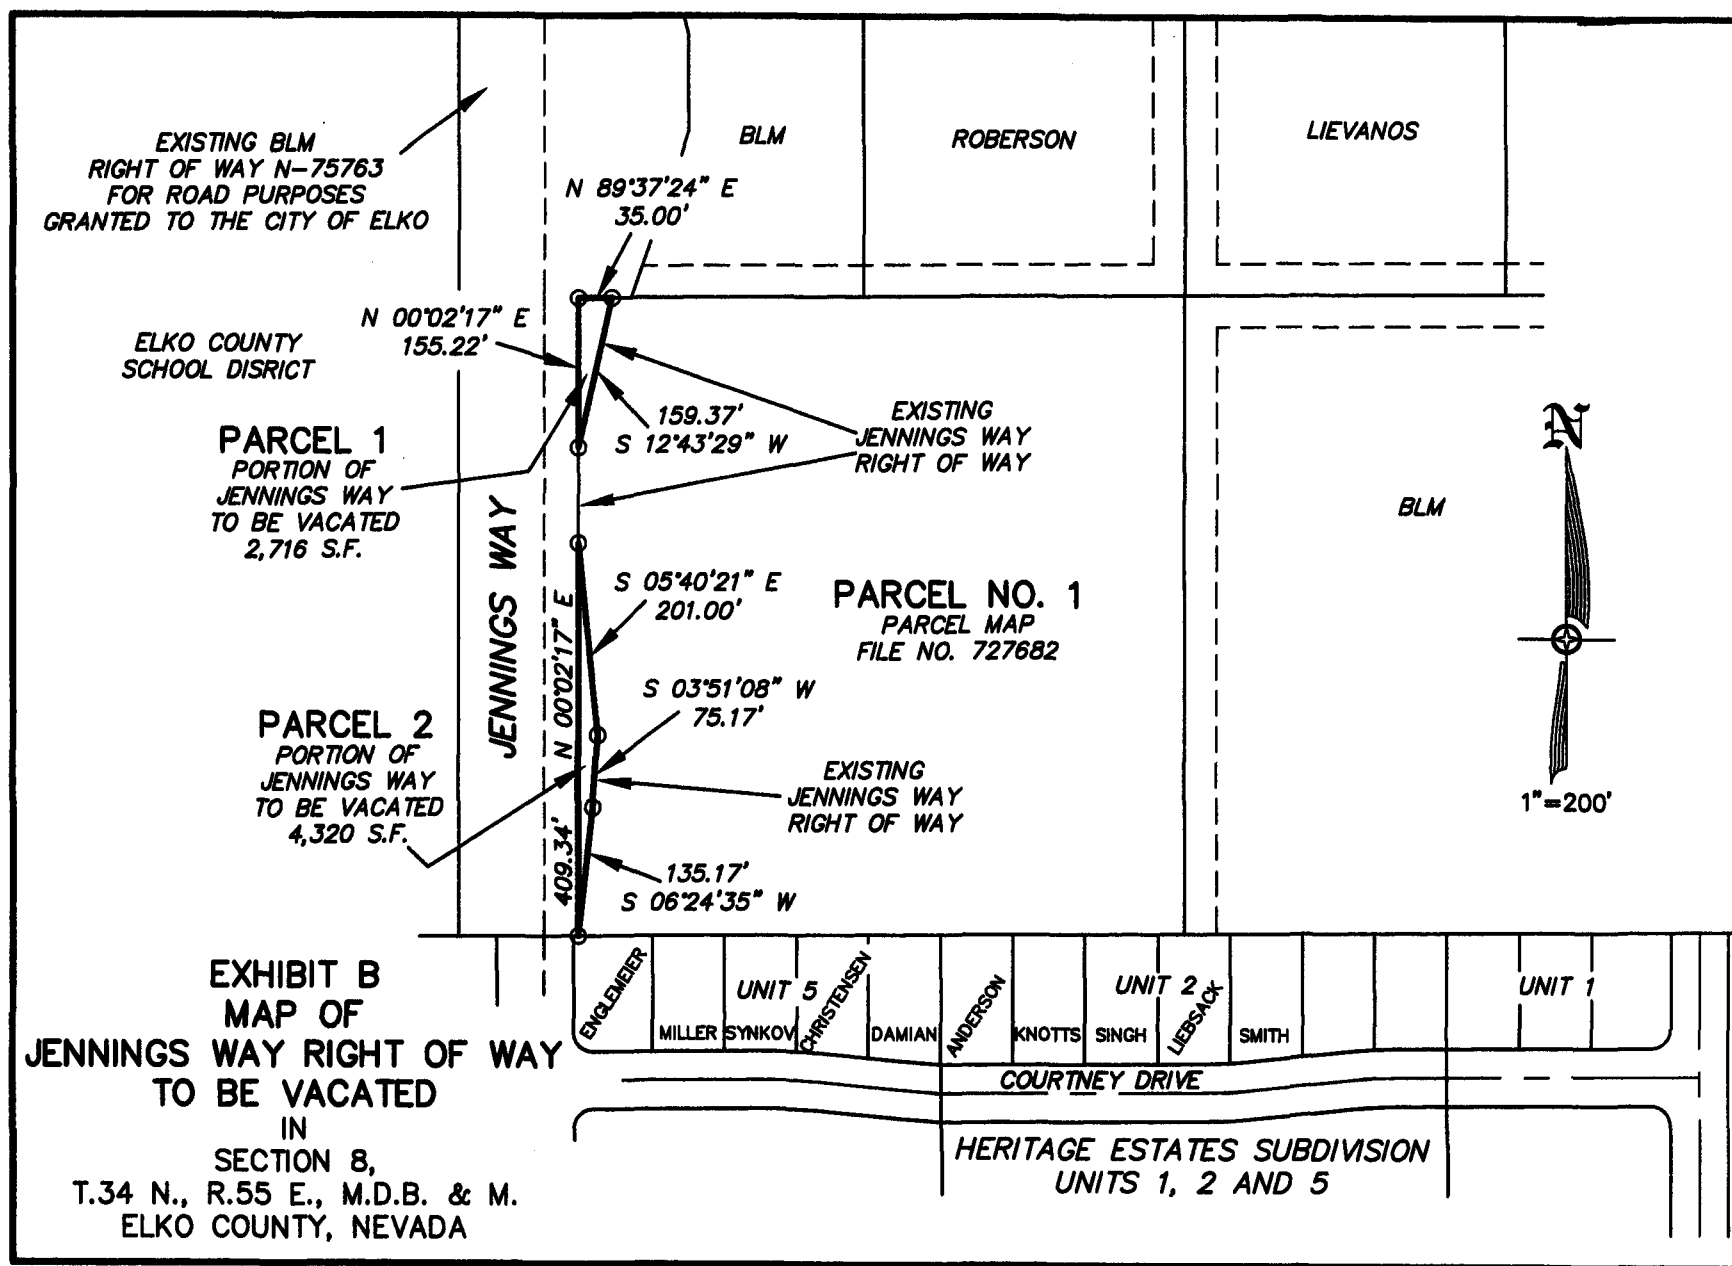 EXISTING BLM
RIGHT OF WAY N-75763
FOR ROAD PURPOSES
GRANTED TO THE CITY OF ELKO
BLM
ROBERSON
LIEVANOS
N 89°37'24" E
35.00'
N 00°02'17" E
155.22'
ELKO COUNTY
SCHOOL DISRICT
159.37'
S 12°43'29" W
EXISTING
JENNINGS WAY
RIGHT OF WAY
PARCEL 1
PORTION OF
JENNINGS WAY
TO BE VACATED
2,716 S.F.
JENNINGS WAY
BLM
N
S 05°40'21" E
201.00'
N 00°02'17" E
409.34'
PARCEL NO. 1
PARCEL MAP
FILE NO. 727682
S 03°51'08" W
75.17'
PARCEL 2
PORTION OF
JENNINGS WAY
TO BE VACATED
4,320 S.F.
EXISTING
JENNINGS WAY
RIGHT OF WAY
1"=200'
135.17'
S 06°24'35" W
ENGLEMEIER
MILLER
UNIT 5
SYNKOV
CHRISTENSEN
DAMIAN
ANDERSON
KNOTTS
UNIT 2
SINGH
LIEBSACK
SMITH
UNIT 1
COURTNEY DRIVE
HERITAGE ESTATES SUBDIVISION
UNITS 1, 2 AND 5
EXHIBIT B
MAP OF
JENNINGS WAY RIGHT OF WAY
TO BE VACATED
IN
SECTION 8,
T.34 N., R.55 E., M.D.B. & M.
ELKO COUNTY, NEVADA